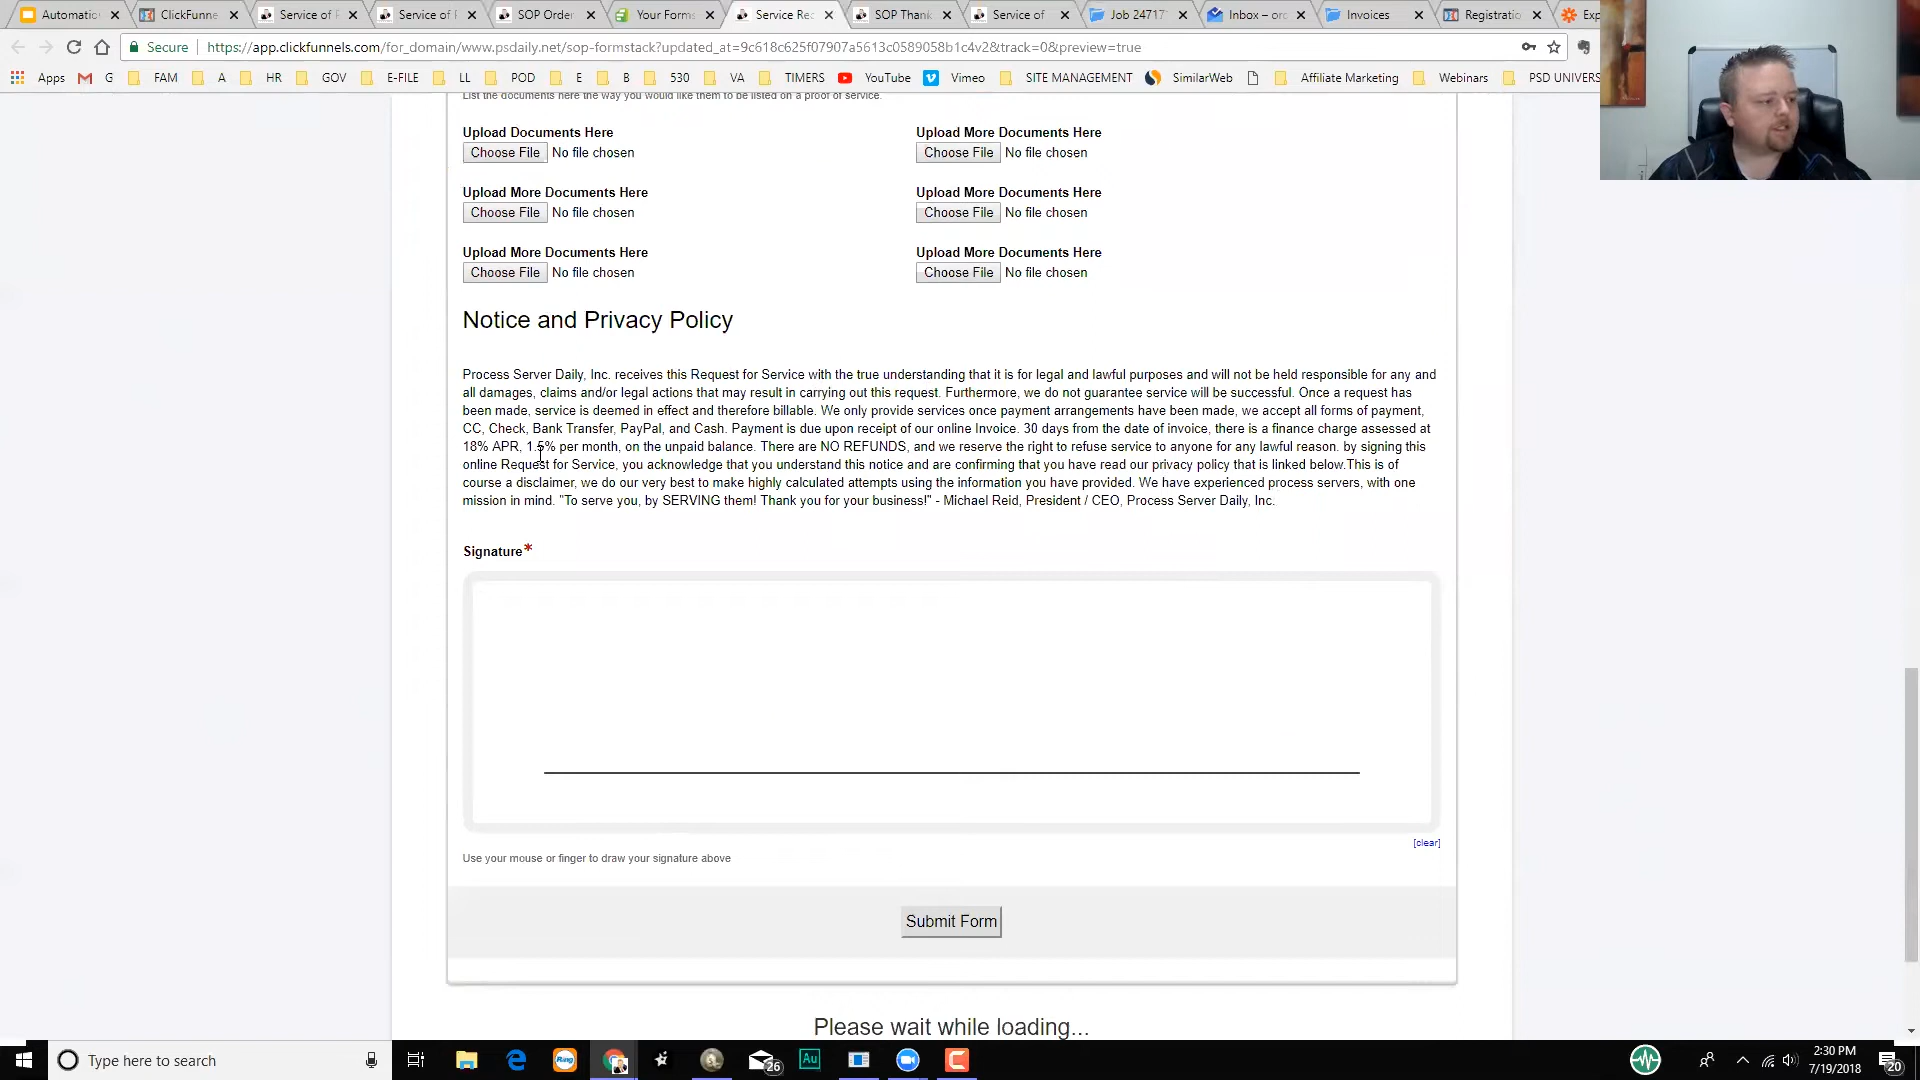 Automatio
ClickFunne
Service of P
Service of P
SOP Order
Your Forms
Service Rec
SOP Thank
Service of
Job 24717
Inbox – orc
Invoices
Registratio
Exp
Secure
https://app.clickfunnels.com/for_domain/www.psdaily.net/sop-formstack?updated_at=9c618c625f07907a5613c0589058b1c4v2&track=0&preview=true
Apps G FAM A HR GOV E-FILE LL POD E B 530 VA TIMERS YouTube Vimeo SITE MANAGEMENT SimilarWeb Affiliate Marketing Webinars PSD UNIVERS
List the documents here the way you would like them to be listed on a proof of service.
Upload Documents Here
Choose File No file chosen
Upload More Documents Here
Choose File No file chosen
Upload More Documents Here
Choose File No file chosen
Upload More Documents Here
Choose File No file chosen
Upload More Documents Here
Choose File No file chosen
Upload More Documents Here
Choose File No file chosen
Notice and Privacy Policy
Process Server Daily, Inc. receives this Request for Service with the true understanding that it is for legal and lawful purposes and will not be held responsible for any and
all damages, claims and/or legal actions that may result in carrying out this request. Furthermore, we do not guarantee service will be successful. Once a request has
been made, service is deemed in effect and therefore billable. We only provide services once payment arrangements have been made, we accept all forms of payment,
CC, Check, Bank Transfer, PayPal, and Cash. Payment is due upon receipt of our online Invoice. 30 days from the date of invoice, there is a finance charge assessed at
18% APR, 1.5% per month, on the unpaid balance. There are NO REFUNDS, and we reserve the right to refuse service to anyone for any lawful reason. by signing this
online Request for Service, you acknowledge that you understand this notice and are confirming that you have read our privacy policy that is linked below.This is of
course a disclaimer, we do our very best to make highly calculated attempts using the information you have provided. We have experienced process servers, with one
mission in mind. "To serve you, by SERVING them! Thank you for your business!" - Michael Reid, President / CEO, Process Server Daily, Inc.
Signature*
[clear]
Use your mouse or finger to draw your signature above
Submit Form
Please wait while loading...
Type here to search
Ring
26
Au
2:30 PM
7/19/2018
20